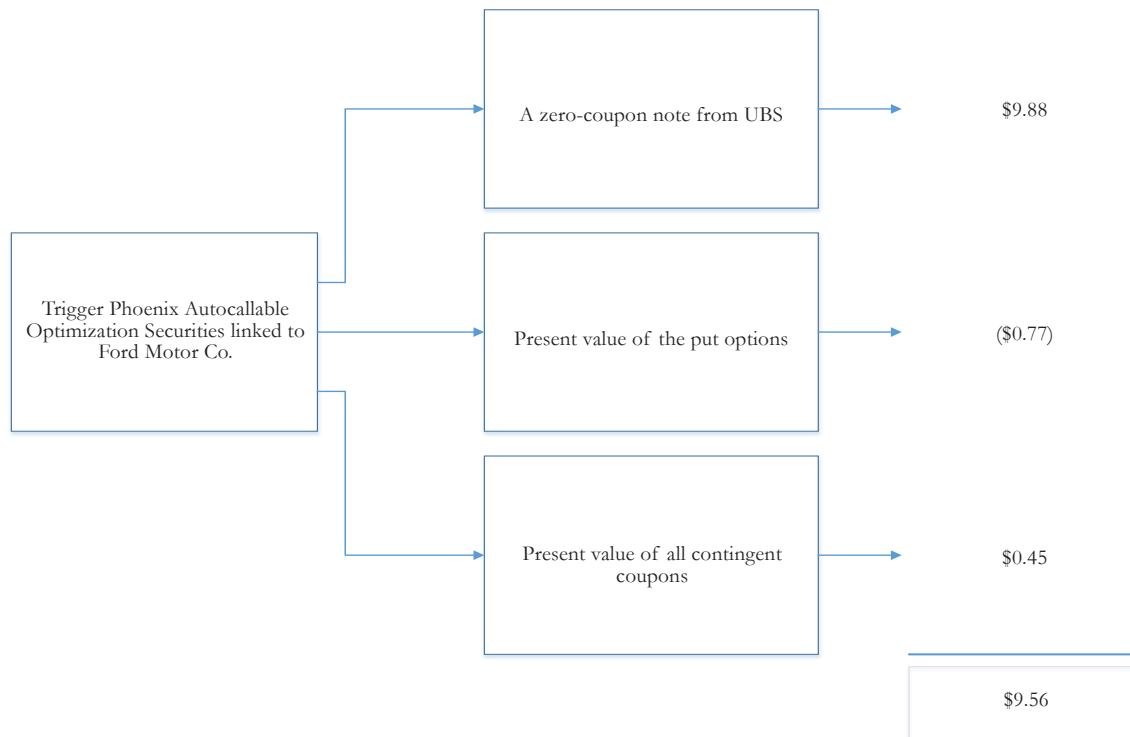 A zero-coupon note from UBS
$9.88
Trigger Phoenix Autocallable
Optimization Securities linked to
Ford Motor Co.
Present value of the put options
($0.77)
Present value of all contingent
coupons
$0.45
$9.56